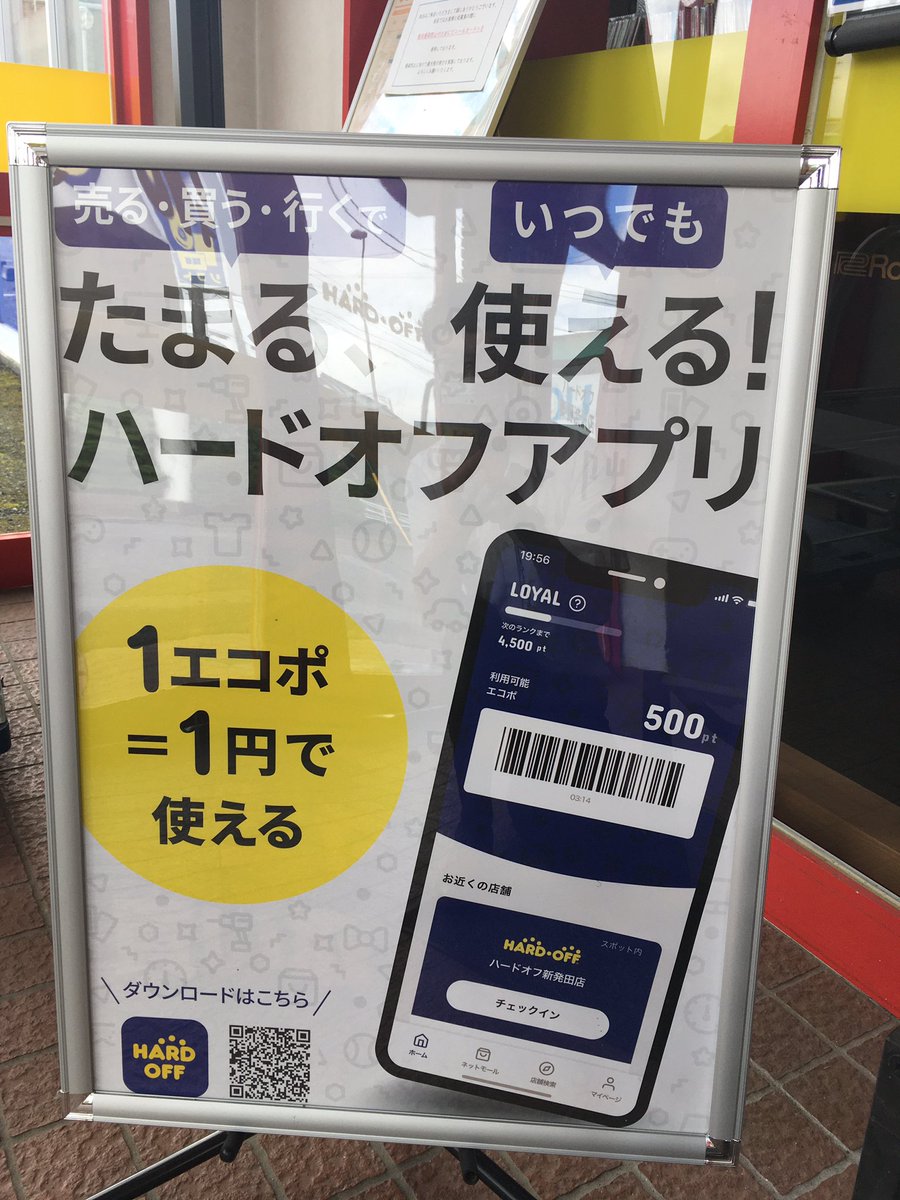 売る・買う・行くで
いつでも
たまる、使える!
ハードオフアプリ
1エコポ
=1円で
使える
19:56
LOYAL ?
次のランクまで
4,500 pt
利用可能
エコポ
500pt
03:14
お近くの店舗
スポット内
HARD・OFF
ハードオフ新発田店
チェックイン
ホーム
ネットモール
店舗検索
マイページ
\ ダウンロードはこちら /
HARD
OFF
HARD・OFF